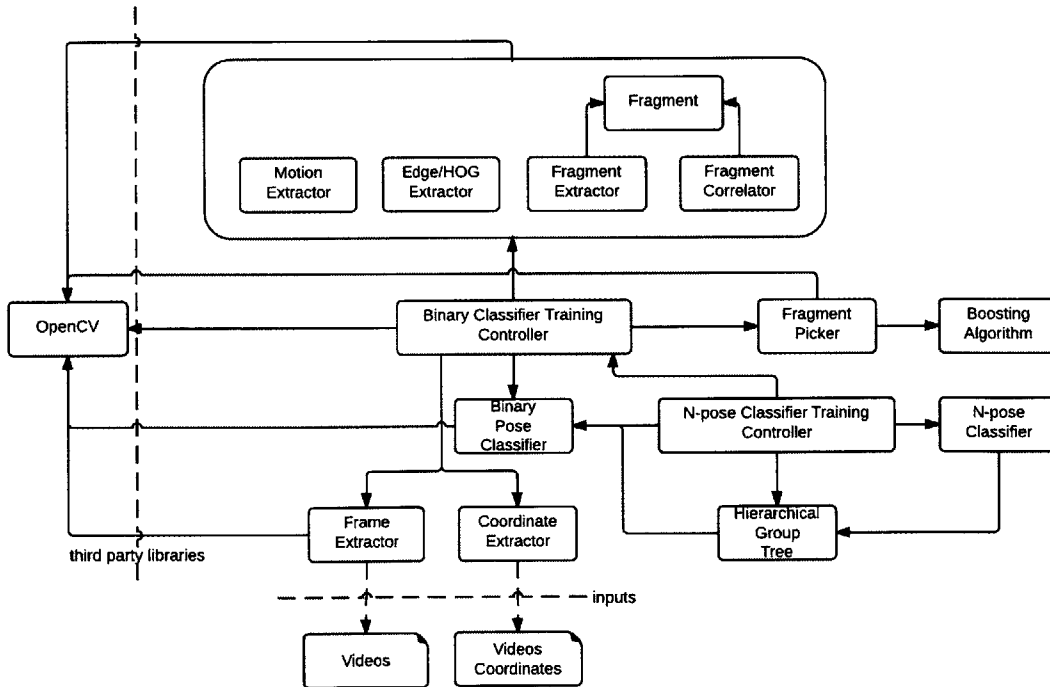 Fragment
Motion
Extractor
Edge/HOG
Extractor
Fragment
Extractor
Fragment
Correlator
OpenCV
Binary Classifier Training
Controller
Fragment
Picker
Boosting
Algorithm
Binary
Pose
Classifier
N-pose Classifier Training
Controller
N-pose
Classifier
Frame
Extractor
Coordinate
Extractor
Hierarchical
Group
Tree
third party libraries
inputs
Videos
Videos
Coordinates